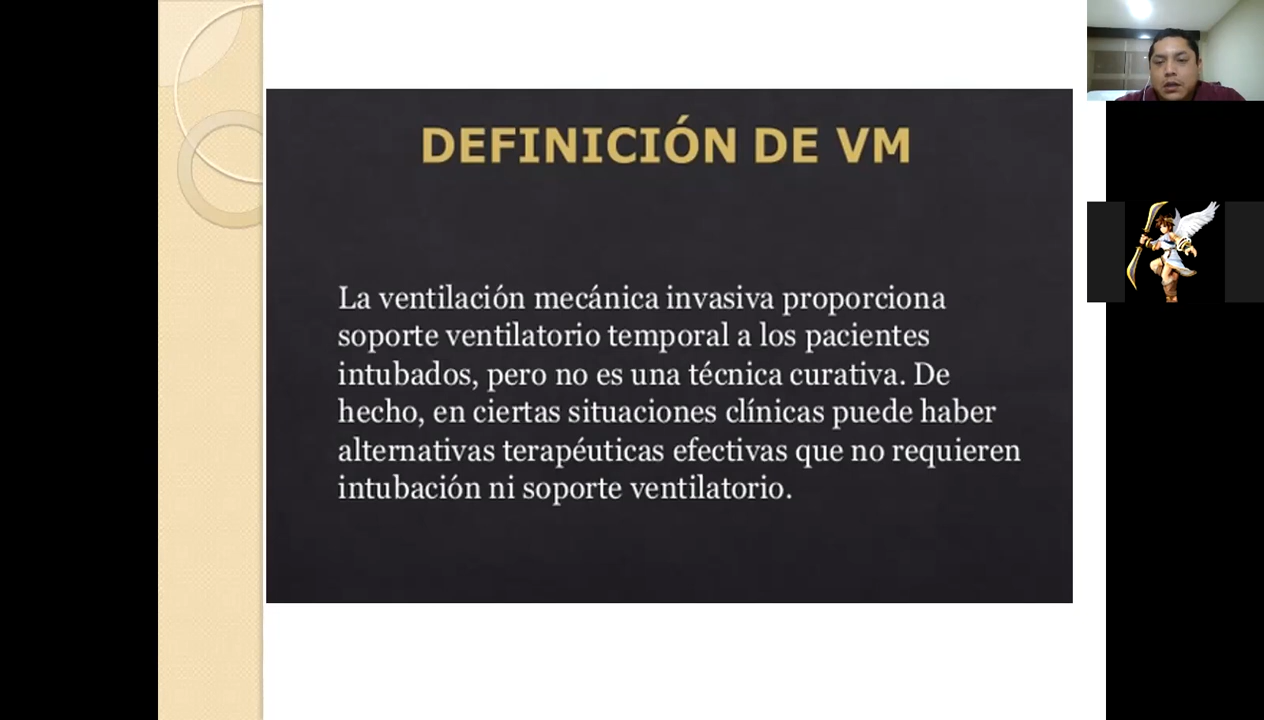 DEFINICIÓN DE VM
La ventilación mecánica invasiva proporciona
soporte ventilatorio temporal a los pacientes
intubados, pero no es una técnica curativa. De
hecho, en ciertas situaciones clínicas puede haber
alternativas terapéuticas efectivas que no requieren
intubación ni soporte ventilatorio.